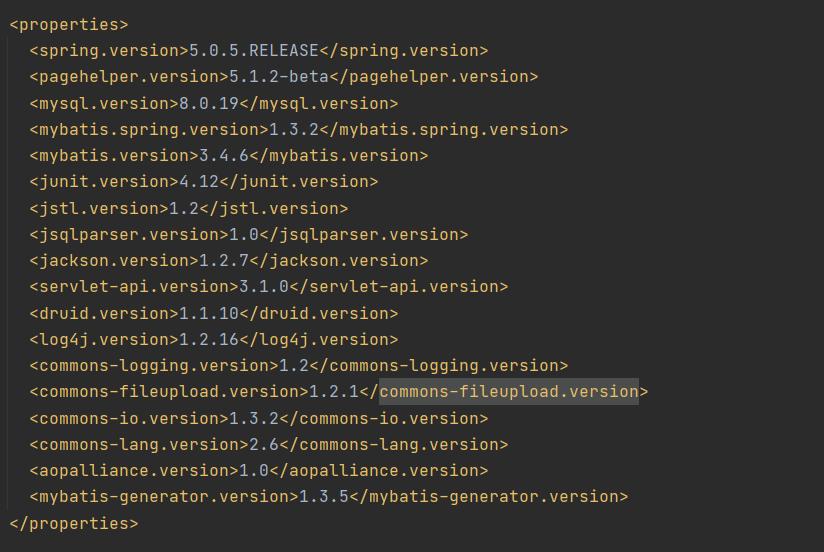 <properties>
<spring.version>5.0.5.RELEASE</spring.version>
<pagehelper.version>5.1.2-beta</pagehelper.version>
<mysql.version>8.0.19</mysql.version>
<mybatis.spring.version>1.3.2</mybatis.spring.version>
<mybatis.version>3.4.6</mybatis.version>
<junit.version>4.12</junit.version>
<jstl.version>1.2</jstl.version>
<jsqlparser.version>1.0</jsqlparser.version>
<jackson.version>1.2.7</jackson.version>
<servlet-api.version>3.1.0</servlet-api.version>
<druid.version>1.1.10</druid.version>
<log4j.version>1.2.16</log4j.version>
<commons-logging.version>1.2</commons-logging.version>
<commons-fileupload.version>1.2.1</commons-fileupload.version>
<commons-io.version>1.3.2</commons-io.version>
<commons-lang.version>2.6</commons-lang.version>
<aopalliance.version>1.0</aopalliance.version>
<mybatis-generator.version>1.3.5</mybatis-generator.version>
</properties>